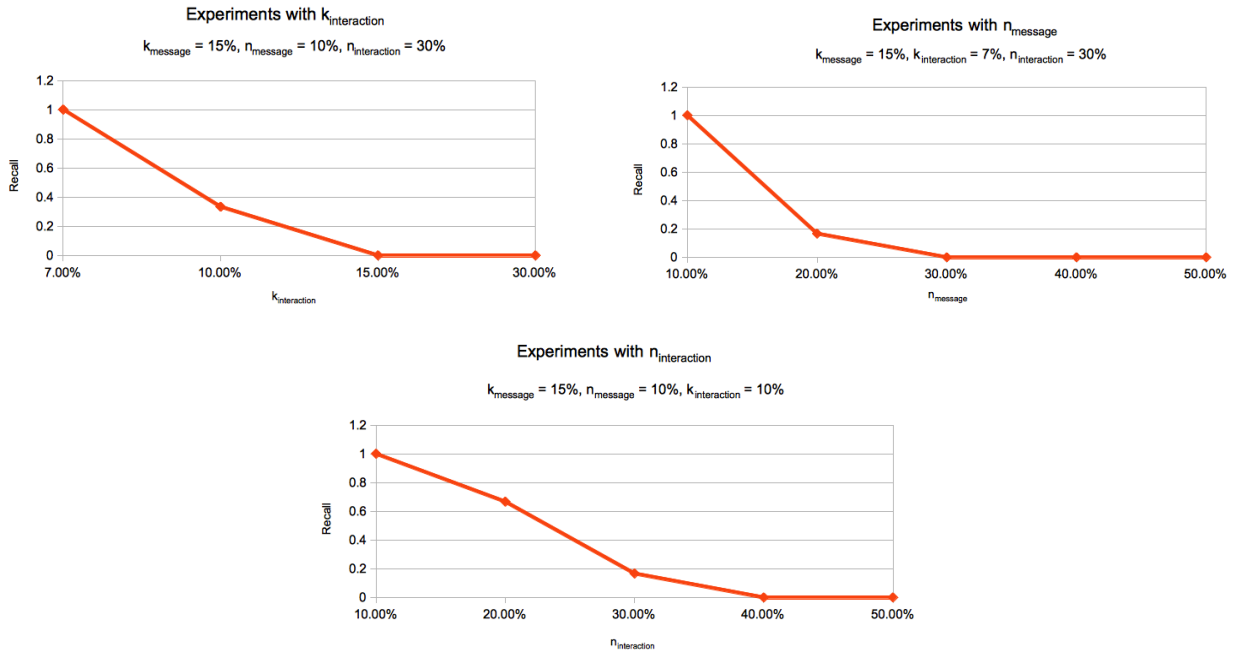 Experiments with kinteraction
kmessage = 15%, nmessage = 10%, ninteraction = 30%
1.2
1
0.8
0.6
0.4
0.2
0
Recall
7.00%
10.00%
15.00%
30.00%
kinteraction
Experiments with nmessage
kmessage = 15%, kinteraction = 7%, ninteraction = 30%
1.2
1
0.8
0.6
0.4
0.2
0
Recall
10.00%
20.00%
30.00%
40.00%
50.00%
nmessage
Experiments with ninteraction
kmessage = 15%, nmessage = 10%, kinteraction = 10%
1.2
1
0.8
0.6
0.4
0.2
0
Recall
10.00%
20.00%
30.00%
40.00%
50.00%
ninteraction